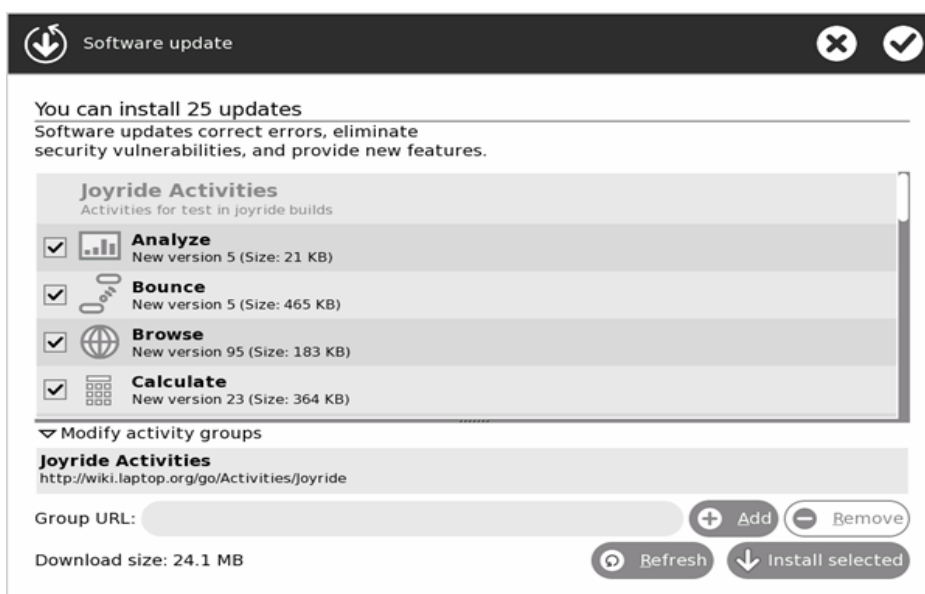 Software update
You can install 25 updates
Software updates correct errors, eliminate
security vulnerabilities, and provide new features.
Joyride Activities
Activities for test in joyride builds
Analyze
New version 5 (Size: 21 KB)
Bounce
New version 5 (Size: 465 KB)
Browse
New version 95 (Size: 183 KB)
Calculate
New version 23 (Size: 364 KB)
Modify activity groups
Joyride Activities
http://wiki.laptop.org/go/Activities/Joyride
Group URL: Add Remove
Download size: 24.1 MB Refresh Install selected